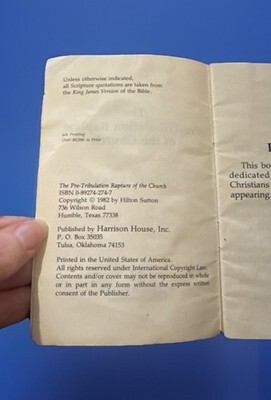 Unless otherwise indicated,
all Scripture quotations are taken from
the King James Version of the Bible.
Printing
Over in Print
The Pre-Tribulation Rapture of the Church
ISBN 0-89274-274-7
Copyright © 1982 by Hilton Sutton
736 Wilson Road
Humble, Texas 77338
Published by Harrison House, Inc.
P. O. Box 35035
Tulsa, Oklahoma 74153
Printed in the United States of America.
All rights reserved under International Copyright Law.
Contents and/or cover may not be reproduced in whole
or in part in any form without the express written
consent of the Publisher.
This bo
dedicated
Christians
appearing.